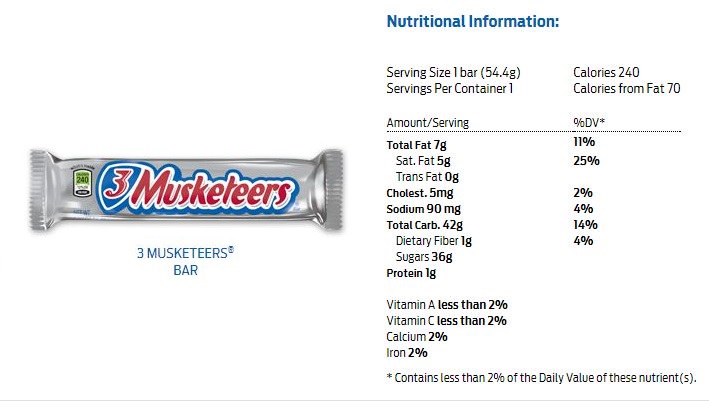 Nutritional Information:
Serving Size 1 bar (54.4g) Calories 240
Servings Per Container 1 Calories from Fat 70
Amount/Serving %DV*
Total Fat 7g 11%
Sat. Fat 5g 25%
Trans Fat 0g
Cholest. 5mg 2%
Sodium 90 mg 4%
Total Carb. 42g 14%
Dietary Fiber 1g 4%
Sugars 36g
Protein 1g
Vitamin A less than 2%
Vitamin C less than 2%
Calcium 2%
Iron 2%
* Contains less than 2% of the Daily Value of these nutrient(s).
240
3 Musketeers
3 MUSKETEERS®
BAR